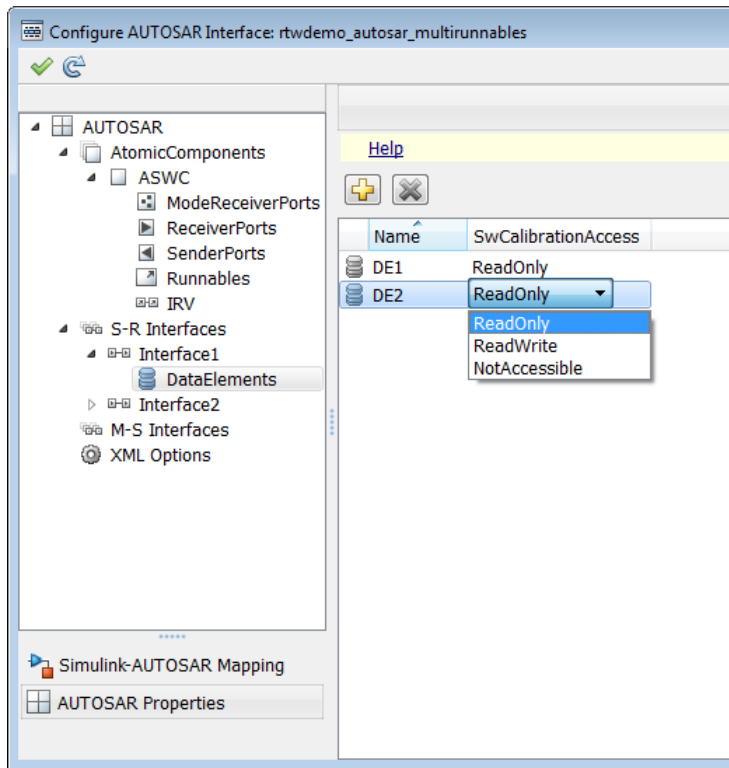 Configure AUTOSAR Interface: rtwdemo_autosar_multirunnables
AUTOSAR
AtomicComponents
ASWC
ModeReceiverPorts
ReceiverPorts
SenderPorts
Runnables
IRV
S-R Interfaces
Interface1
DataElements
Interface2
M-S Interfaces
XML Options
Simulink-AUTOSAR Mapping
AUTOSAR Properties
Help
Name SwCalibrationAccess
DE1 ReadOnly
DE2 ReadOnly
ReadOnly
ReadWrite
NotAccessible